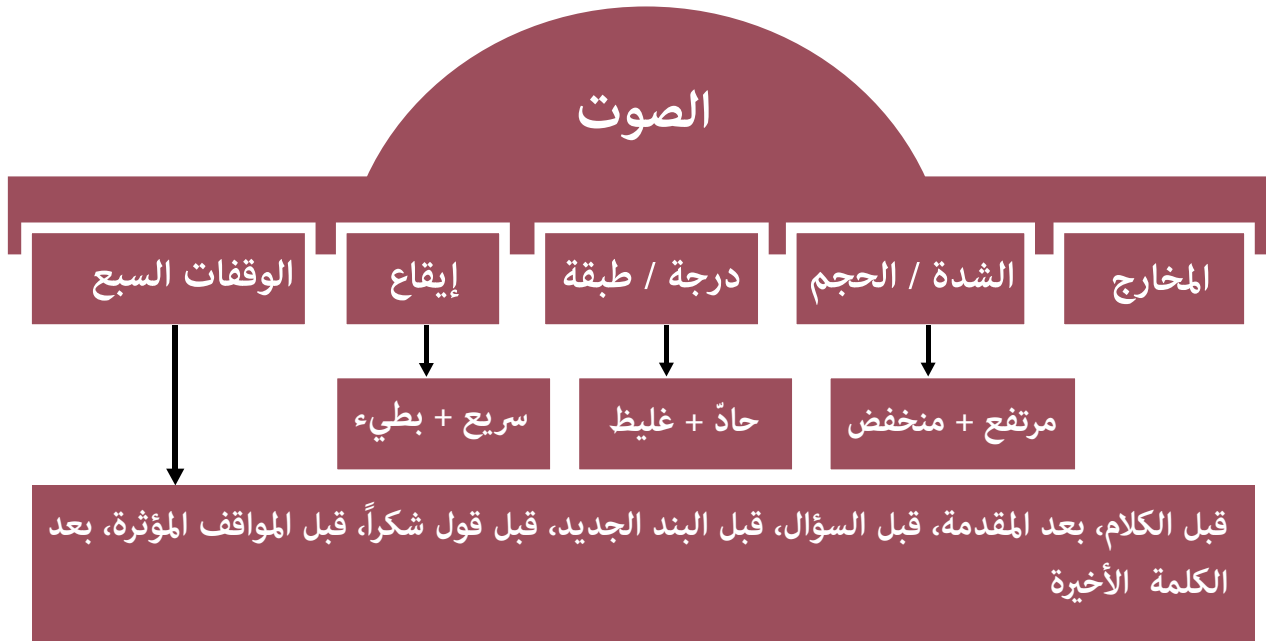 الصوت
المخارج
الشدة / الحجم
درجة / طبقة
إيقاع
الوقفات السبع
مرتفع + منخفض
حادّ + غليظ
سريع + بطيء
قبل الكلام، بعد المقدمة، قبل السؤال، قبل البند الجديد، قبل قول شكراً، قبل المواقف المؤثرة، بعد
الكلمة الأخيرة